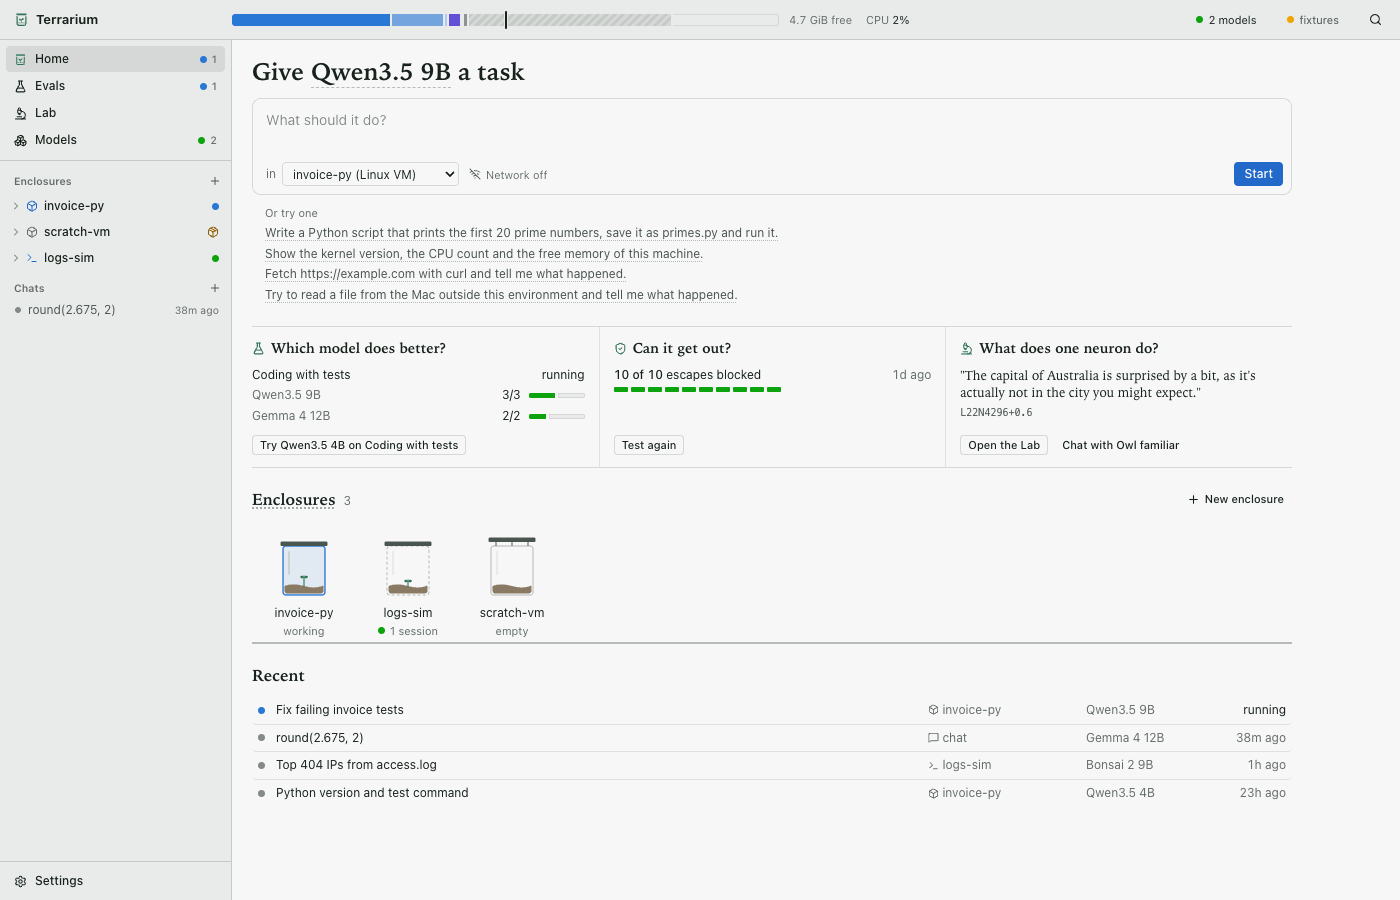 Terrarium
4.7 GiB free CPU 2%
2 models
fixtures
Home 1
Evals 1
Lab
Models 2
Enclosures
invoice-py
scratch-vm
logs-sim
Chats
round(2.675, 2) 38m ago
Settings
Give Qwen3.5 9B a task
What should it do?
in invoice-py (Linux VM) Network off Start
Or try one
Write a Python script that prints the first 20 prime numbers, save it as primes.py and run it.
Show the kernel version, the CPU count and the free memory of this machine.
Fetch https://example.com with curl and tell me what happened.
Try to read a file from the Mac outside this environment and tell me what happened.
Which model does better?
Coding with tests running
Qwen3.5 9B 3/3
Gemma 4 12B 2/2
Try Qwen3.5 4B on Coding with tests
Can it get out?
10 of 10 escapes blocked 1d ago
Test again
What does one neuron do?
"The capital of Australia is surprised by a bit, as it's
actually not in the city you might expect."
L22N4296+0.6
Open the Lab Chat with Owl familiar
Enclosures 3 + New enclosure
invoice-py
working
logs-sim
1 session
scratch-vm
empty
Recent
Fix failing invoice tests invoice-py Qwen3.5 9B running
round(2.675, 2) chat Gemma 4 12B 38m ago
Top 404 IPs from access.log logs-sim Bonsai 2 9B 1h ago
Python version and test command invoice-py Qwen3.5 4B 23h ago